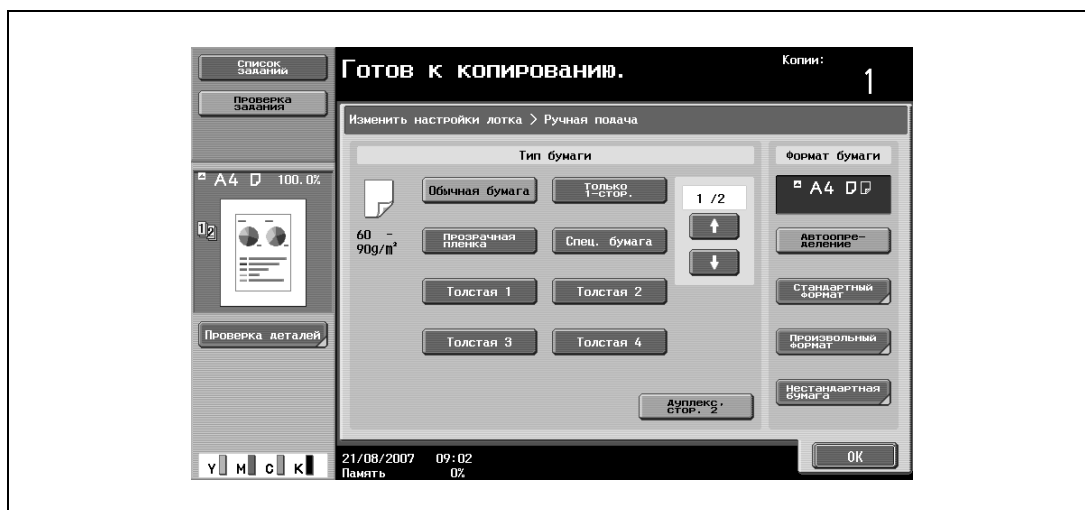 Список
заданий
Проверка
задания
A4 100.0%
12
Проверка деталей
Y M C K
Готов к копированию.
Копии:
1
Изменить настройки лотка > Ручная подача
Тип бумаги
60 -
90g/m²
Обычная бумага
Только
1-стор.
Прозрачная
пленка
Спец. бумага
Толстая 1
Толстая 2
Толстая 3
Толстая 4
1 /2
Дуплекс.
стор. 2
Формат бумаги
A4
Автоопре-
деление
Стандартный
формат
Произвольный
формат
Нестандартная
бумага
21/08/2007 09:02
Память 0%
OK